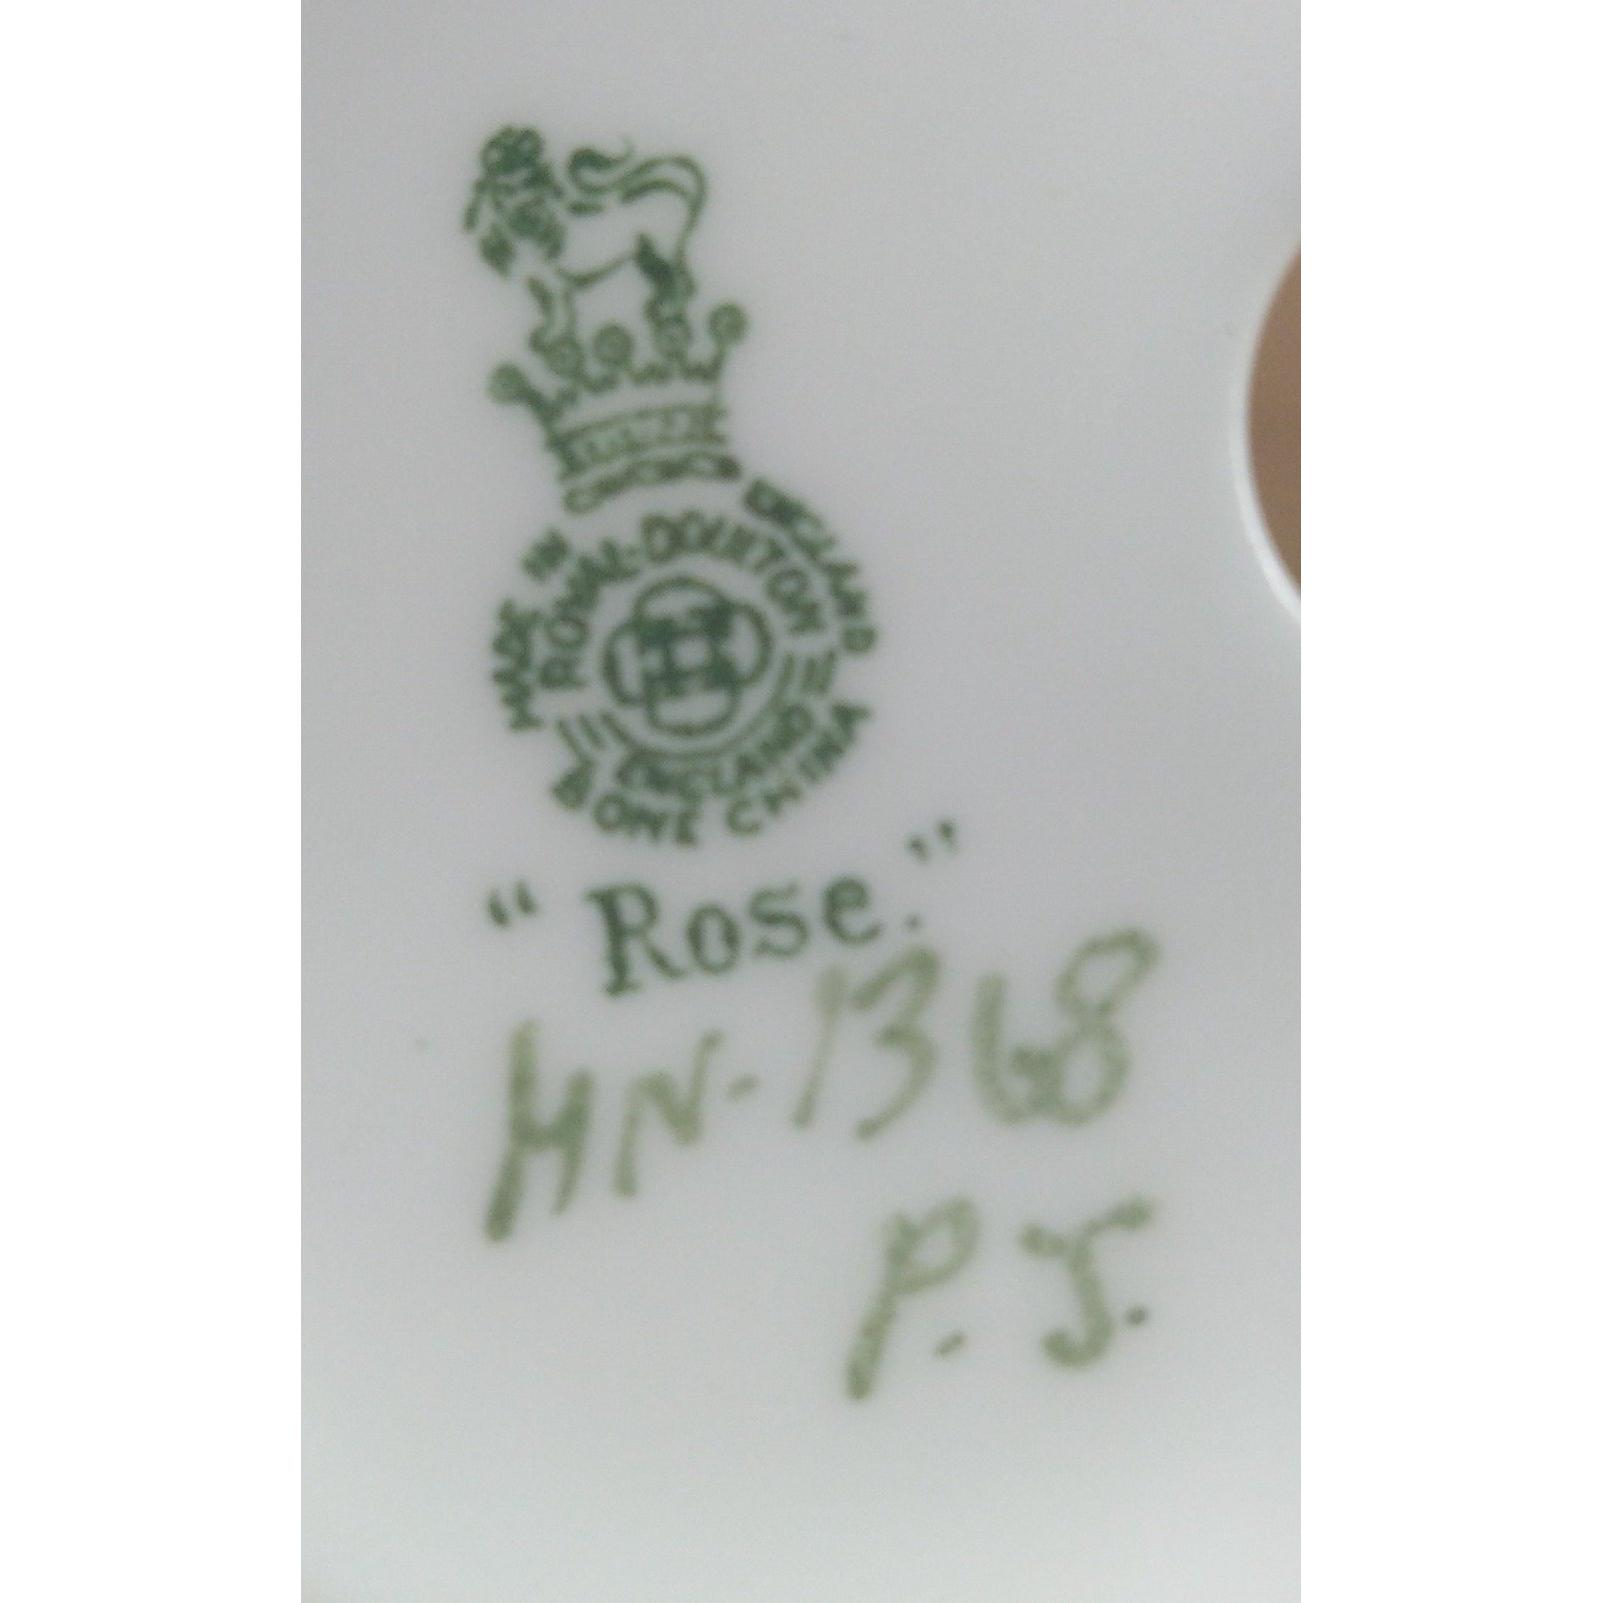 MADE IN ENGLAND
ROYAL·DOULTON
ENGLAND
BONE CHINA
“Rose.”
HN-1368
P.J.